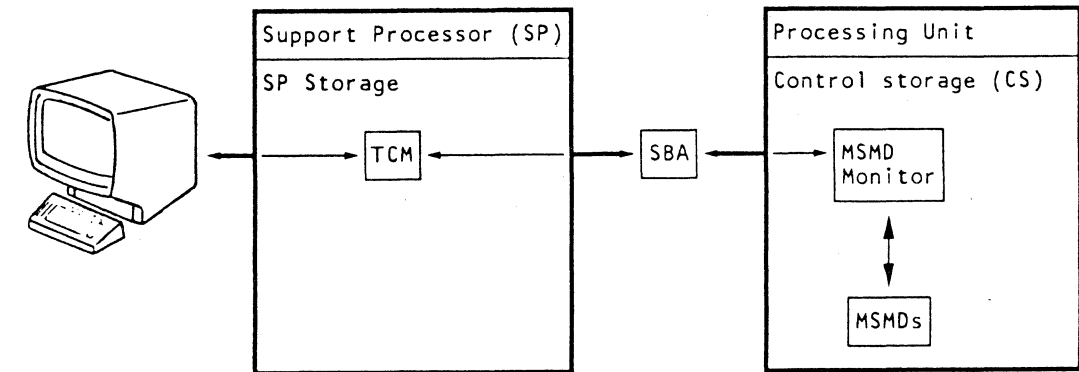 Support Processor (SP)
SP Storage
TCM
SBA
Processing Unit
Control storage (CS)
MSMD
Monitor
MSMDs